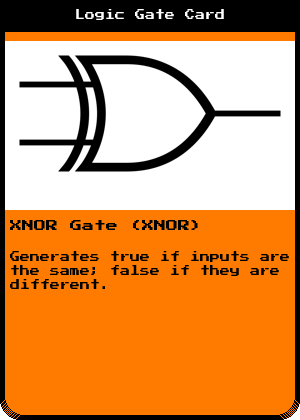 Logic Gate Card
XNOR Gate (XNOR)
Generates true if inputs are
the same; false if they are
different.